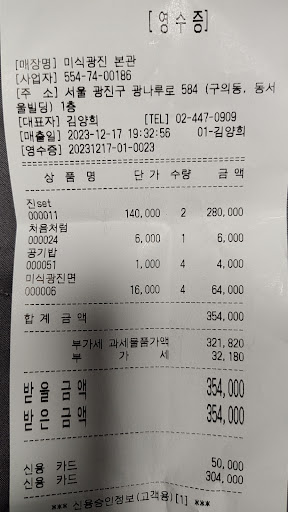 [영수증]
[매장명] 미식광진 본관
[사업자] 554-74-00186
[주 소] 서울 광진구 광나루로 584 (구의동, 동서
울빌딩) 1층
[대표자] 김양희 [TEL] 02-447-0909
[매출일] 2023-12-17 19:32:56 01-김양희
[영수증] 20231217-01-0023
상 품 명 단 가 수량 금 액
진set
000011 140,000 2 280,000
처음처럼
000024 6,000 1 6,000
공기밥
000051 1,000 4 4,000
미식광진면
000006 16,000 4 64,000
합 계 금 액 354,000
부가세 과세물품가액 321,820
부 가 세 32,180
받을금액 354,000
받은금액 354,000
신용 카드 50,000
신용 카드 304,000
*** 신용승인정보(고객용)[1] ***